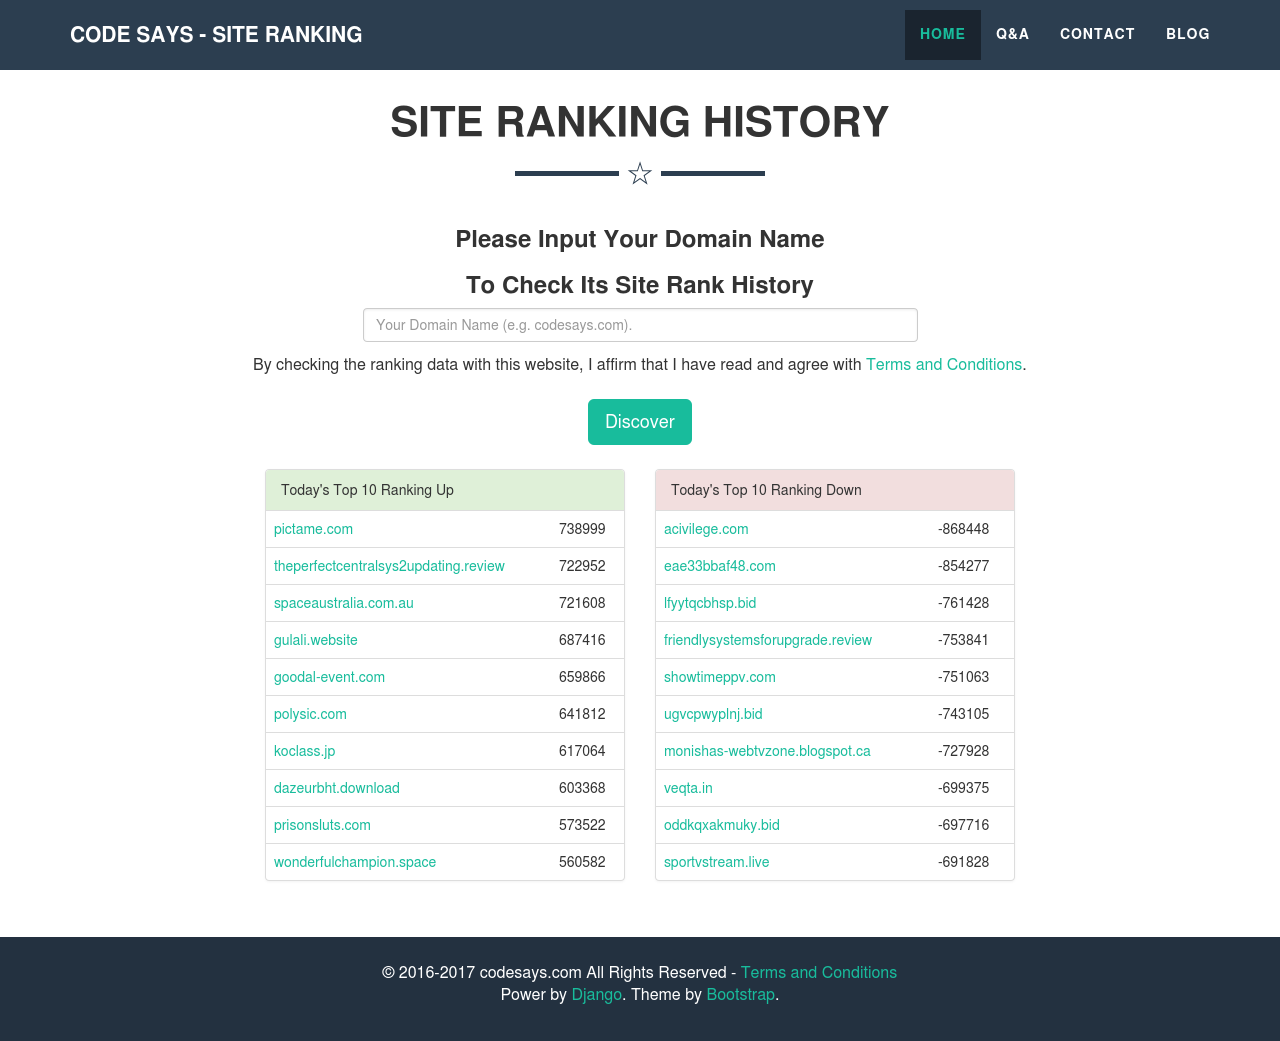 CODE SAYS - SITE RANKING
HOME Q&A CONTACT BLOG
SITE RANKING HISTORY
Please Input Your Domain Name
To Check Its Site Rank History
Your Domain Name (e.g. codesays.com).
By checking the ranking data with this website, I affirm that I have read and agree with Terms and Conditions.
Discover
Today's Top 10 Ranking Up
pictame.com 738999
theperfectcentralsys2updating.review 722952
spaceaustralia.com.au 721608
gulali.website 687416
goodal-event.com 659866
polysic.com 641812
koclass.jp 617064
dazeurbht.download 603368
prisonsluts.com 573522
wonderfulchampion.space 560582
Today's Top 10 Ranking Down
acivilege.com -868448
eae33bbaf48.com -854277
lfyytqcbhsp.bid -761428
friendlysystemsforupgrade.review -753841
showtimeppv.com -751063
ugvcpwyplnj.bid -743105
monishas-webtvzone.blogspot.ca -727928
veqta.in -699375
oddkqxakmuky.bid -697716
sportvstream.live -691828
© 2016-2017 codesays.com All Rights Reserved - Terms and Conditions
Power by Django. Theme by Bootstrap.